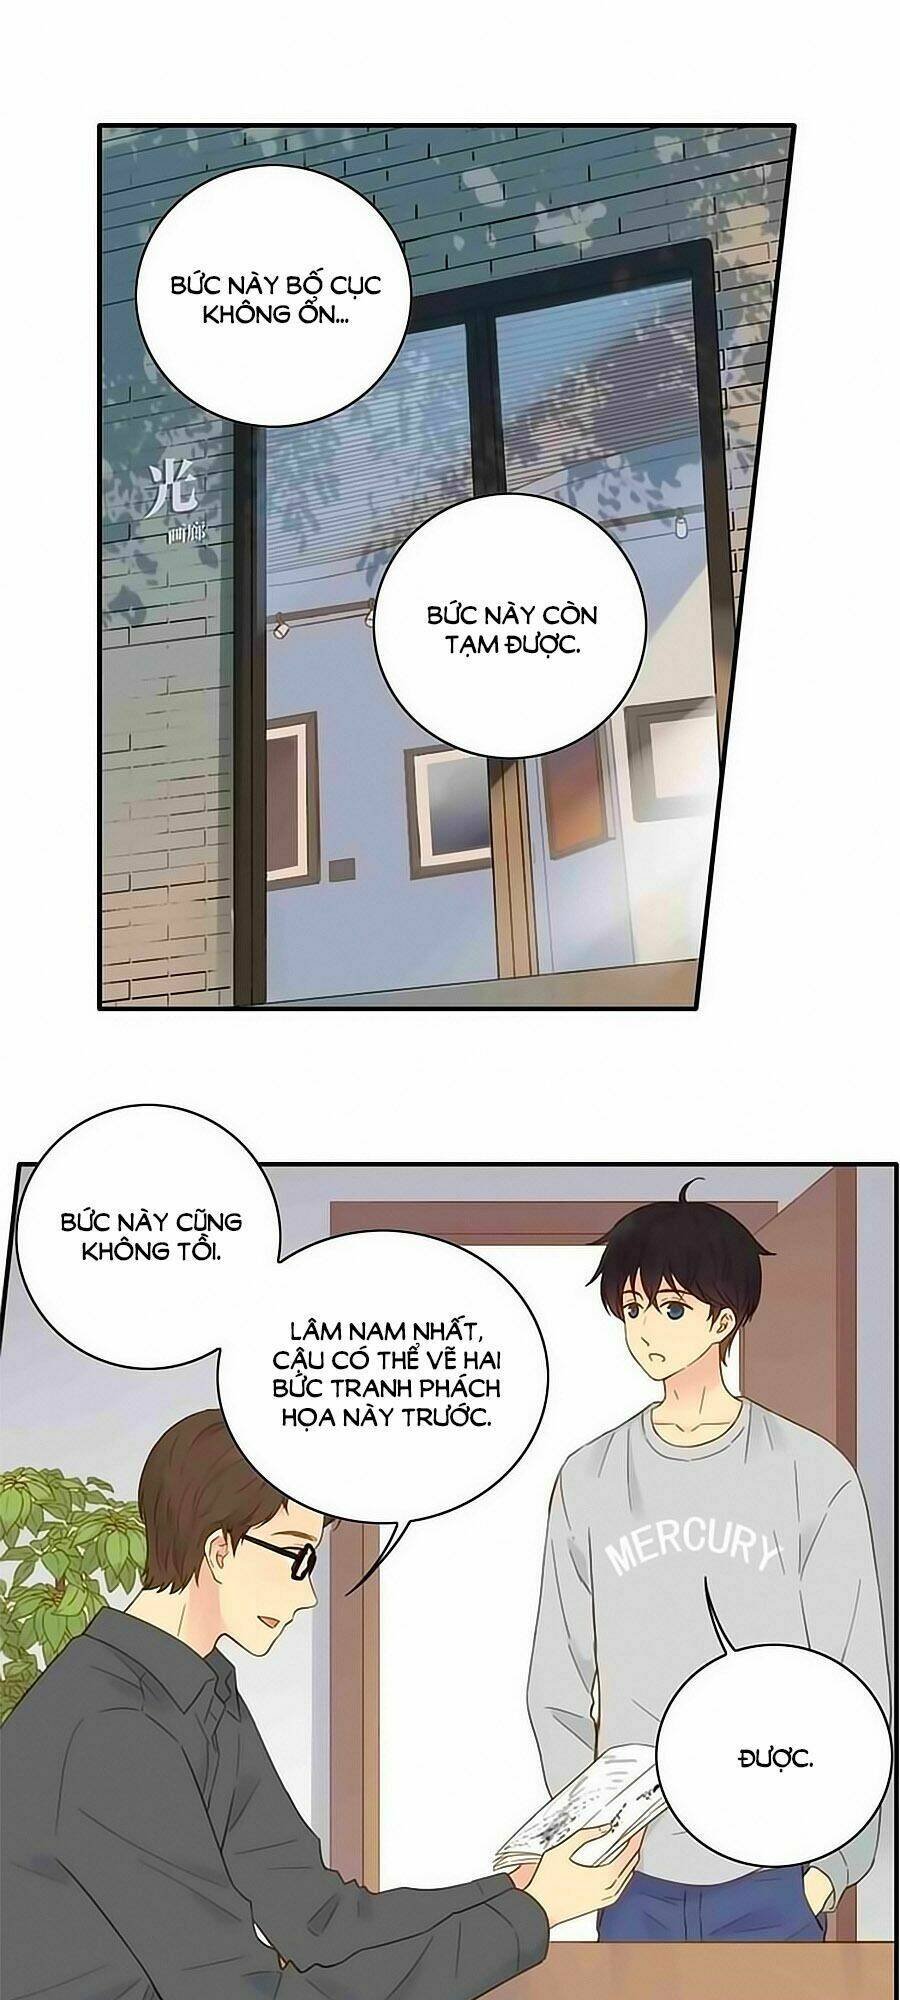 BỨC NÀY BỐ CỤC
KHÔNG ỔN...
光
画廊
BỨC NÀY CÒN
TẠM ĐƯỢC.
BỨC NÀY CŨNG
KHÔNG TỒI.
LÂM NAM NHẤT,
CẬU CÓ THỂ VẼ HAI
BỨC TRANH PHÁCH
HỌA NÀY TRƯỚC.
MERCURY
ĐƯỢC.